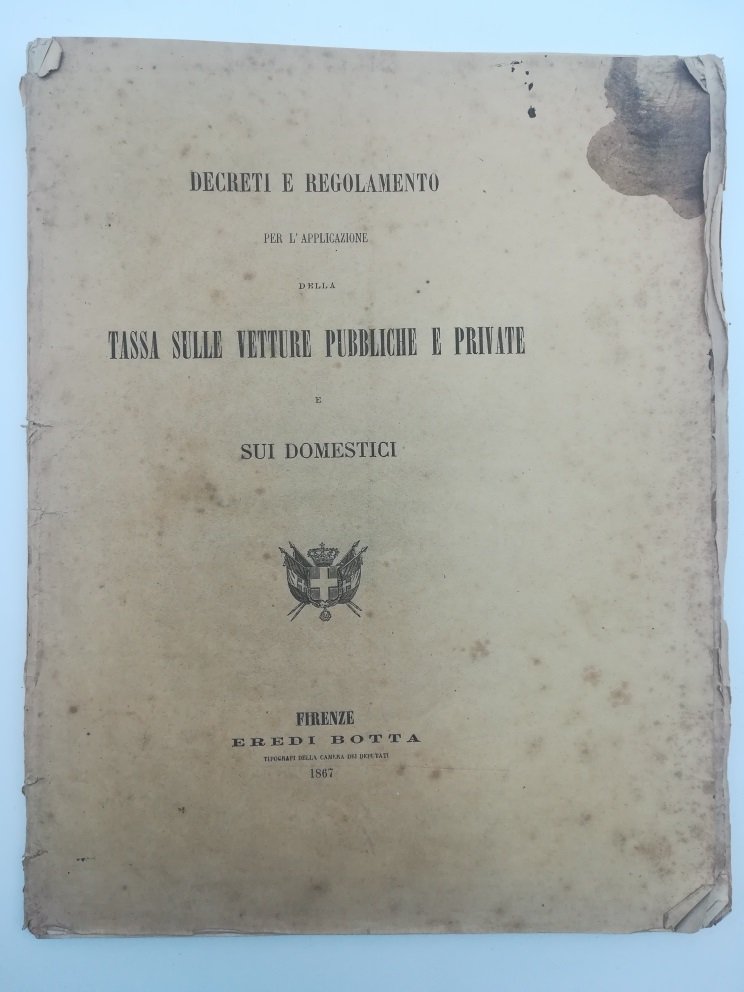 DECRETI E REGOLAMENTO
PER L'APPLICAZIONE
DELLA
TASSA SULLE VETTURE PUBBLICHE E PRIVATE
E
SUI DOMESTICI
FIRENZE
EREDI BOTTA
TIPOGRAFI DELLA CAMERA DEI DEPUTATI
1867